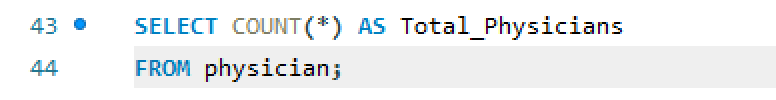 43 SELECT COUNT(*) AS Total_Physicians
44 FROM physician;